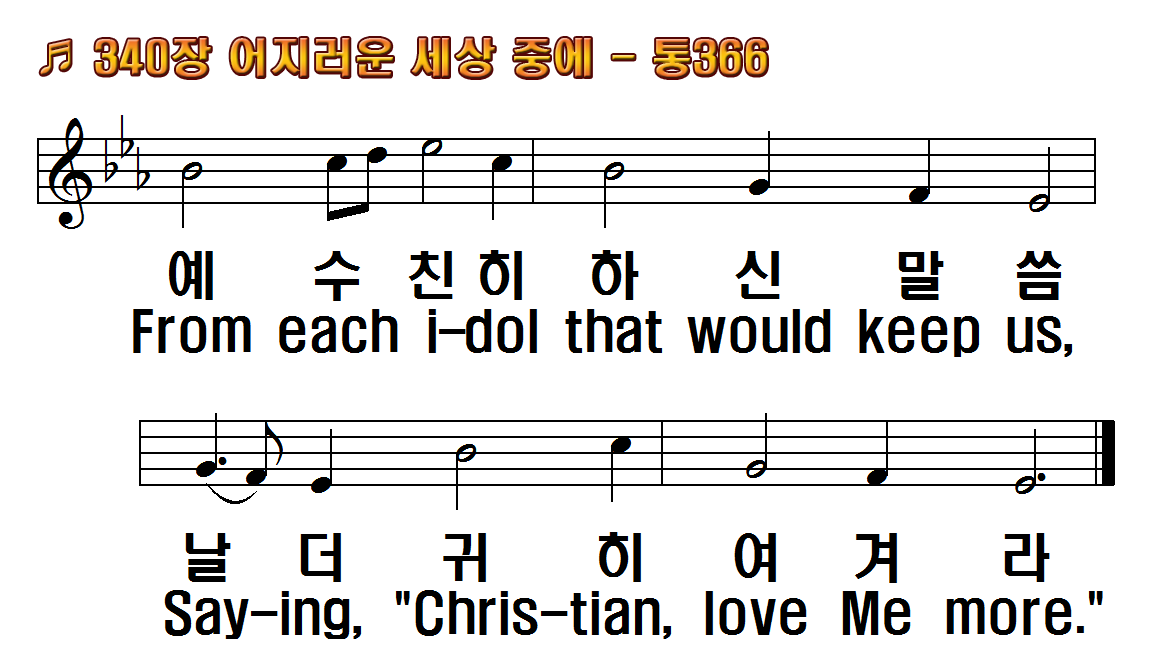 ♬ 340장 어지러운 세상 중에 - 통366
예 수 친 히 하 신 말 씀
From each i-dol that would keep us,
날 더 귀 히 여 겨 라
Say-ing, "Chris-tian, love Me more."